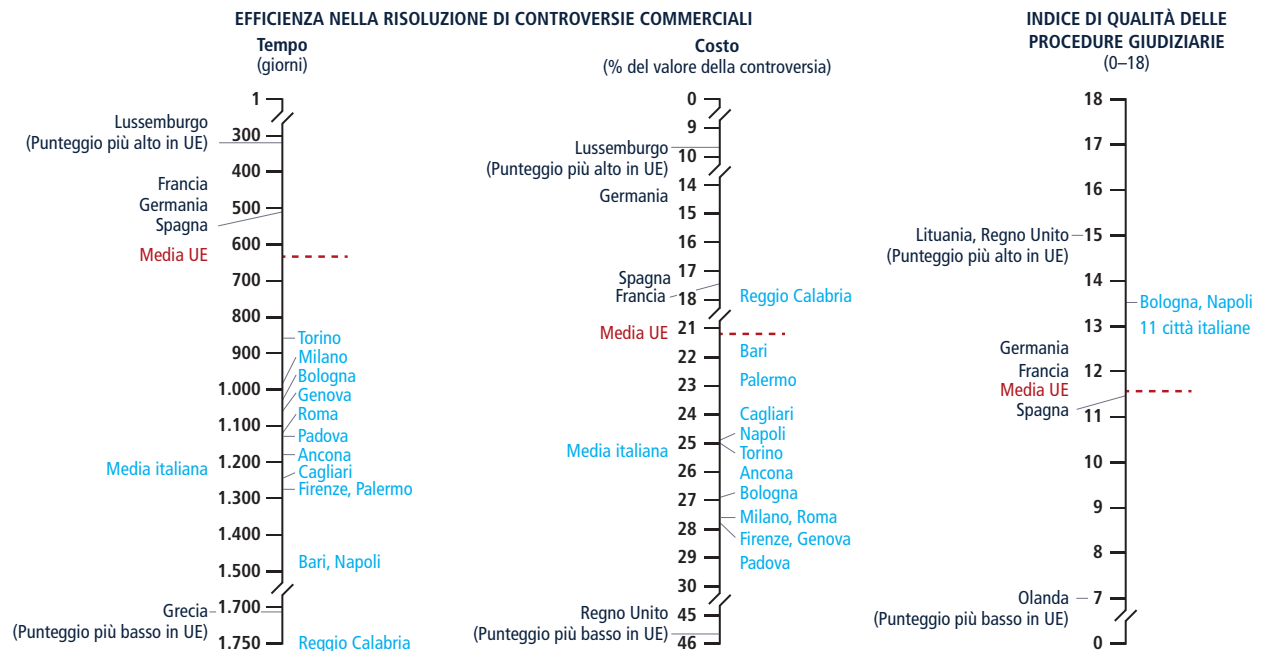 EFFICIENZA NELLA RISOLUZIONE DI CONTROVERSIE COMMERCIALI
Tempo
(giorni)
1
300
400
500
600
700
800
900
1.000
1.100
1.200
1.300
1.400
1.500
1.700
1.750
Lussemburgo
(Punteggio più alto in UE)
Francia
Germania
Spagna
Media UE
Media italiana
Grecia
(Punteggio più basso in UE)
Torino
Milano
Bologna
Genova
Roma
Padova
Ancona
Cagliari
Firenze, Palermo
Bari, Napoli
Reggio Calabria
Costo
(% del valore della controversia)
0
9
10
14
15
16
17
18
21
22
23
24
25
26
27
28
29
30
45
46
Lussemburgo
(Punteggio più alto in UE)
Germania
Spagna
Francia
Media UE
Media italiana
Regno Unito
(Punteggio più basso in UE)
Reggio Calabria
Bari
Palermo
Cagliari
Napoli
Torino
Ancona
Bologna
Milano, Roma
Firenze, Genova
Padova
INDICE DI QUALITÀ DELLE
PROCEDURE GIUDIZIARIE
(0–18)
18
17
16
15
14
13
12
11
10
9
8
7
0
Lituania, Regno Unito
(Punteggio più alto in UE)
Germania
Francia
Media UE
Spagna
Olanda
(Punteggio più basso in UE)
Bologna, Napoli
11 città italiane